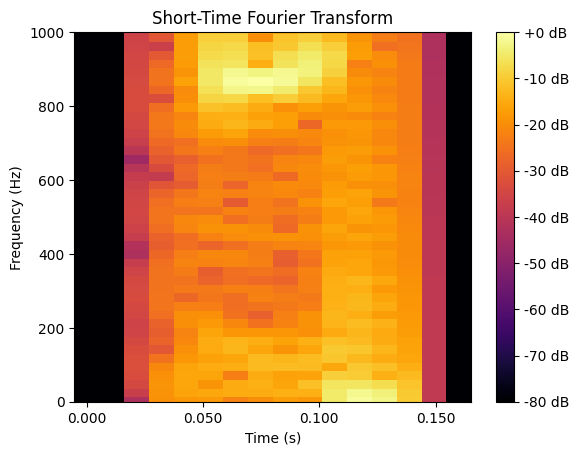 Short-Time Fourier Transform
Frequency (Hz)
1000
800
600
400
200
0
0.000
0.050
0.100
0.150
Time (s)
+0 dB
-10 dB
-20 dB
-30 dB
-40 dB
-50 dB
-60 dB
-70 dB
-80 dB